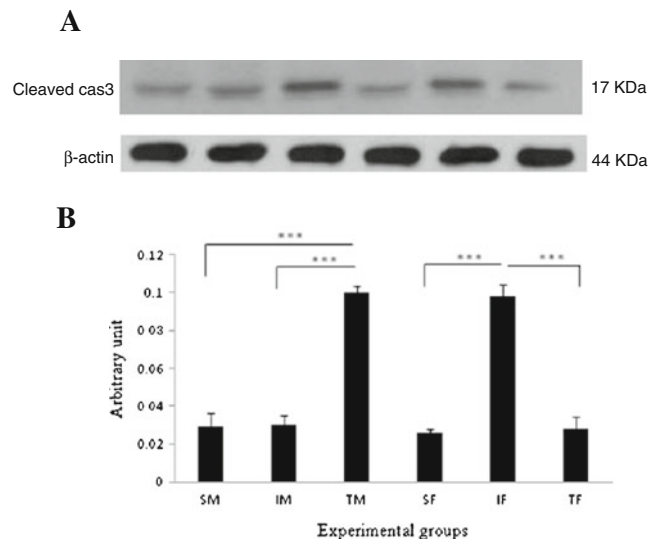 A
Cleaved cas3
17 KDa
β-actin
44 KDa
B
***
***
***
***
0.12
0.1
0.03
0.06
0.04
0.02
0
Arbitrary unit
SM
IM
TM
SF
IF
TF
Experimental groups